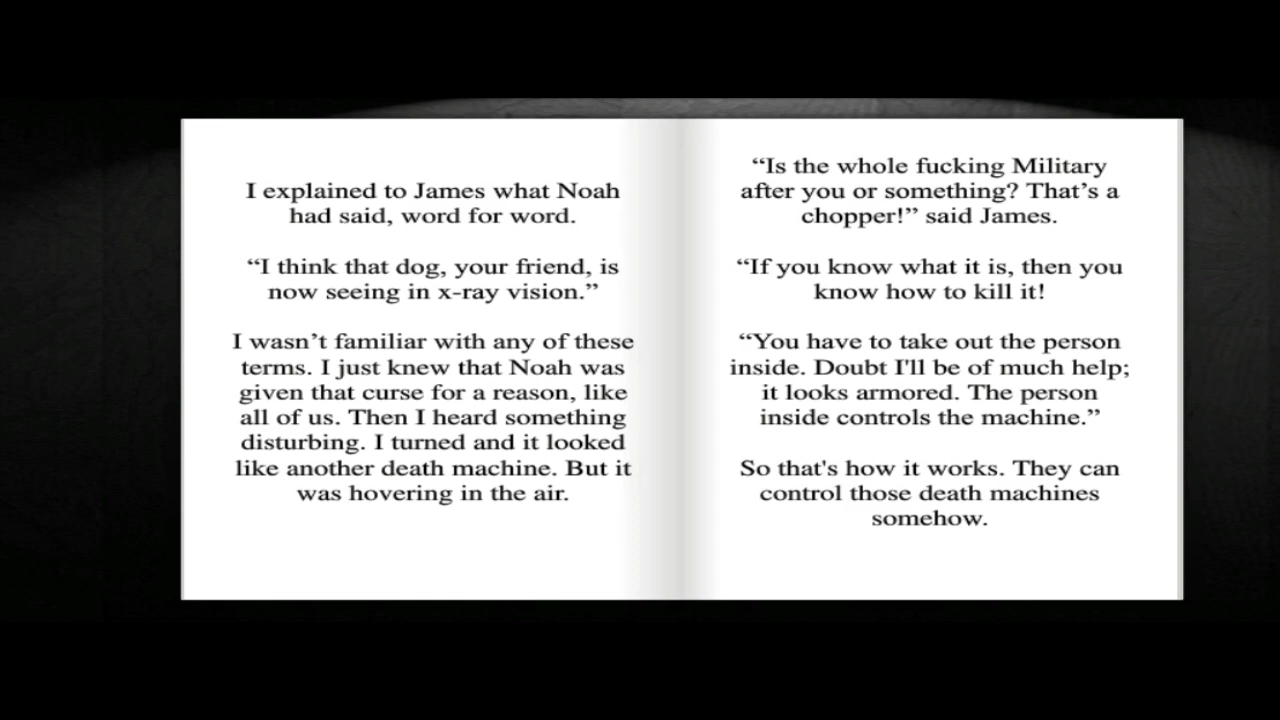 I explained to James what Noah
had said, word for word.
“I think that dog, your friend, is
now seeing in x-ray vision.”
I wasn’t familiar with any of these
terms. I just knew that Noah was
given that curse for a reason, like
all of us. Then I heard something
disturbing. I turned and it looked
like another death machine. But it
was hovering in the air.
“Is the whole fucking Military
after you or something? That’s a
chopper!” said James.
“If you know what it is, then you
know how to kill it!
“You have to take out the person
inside. Doubt I'll be of much help;
it looks armored. The person
inside controls the machine.”
So that's how it works. They can
control those death machines
somehow.